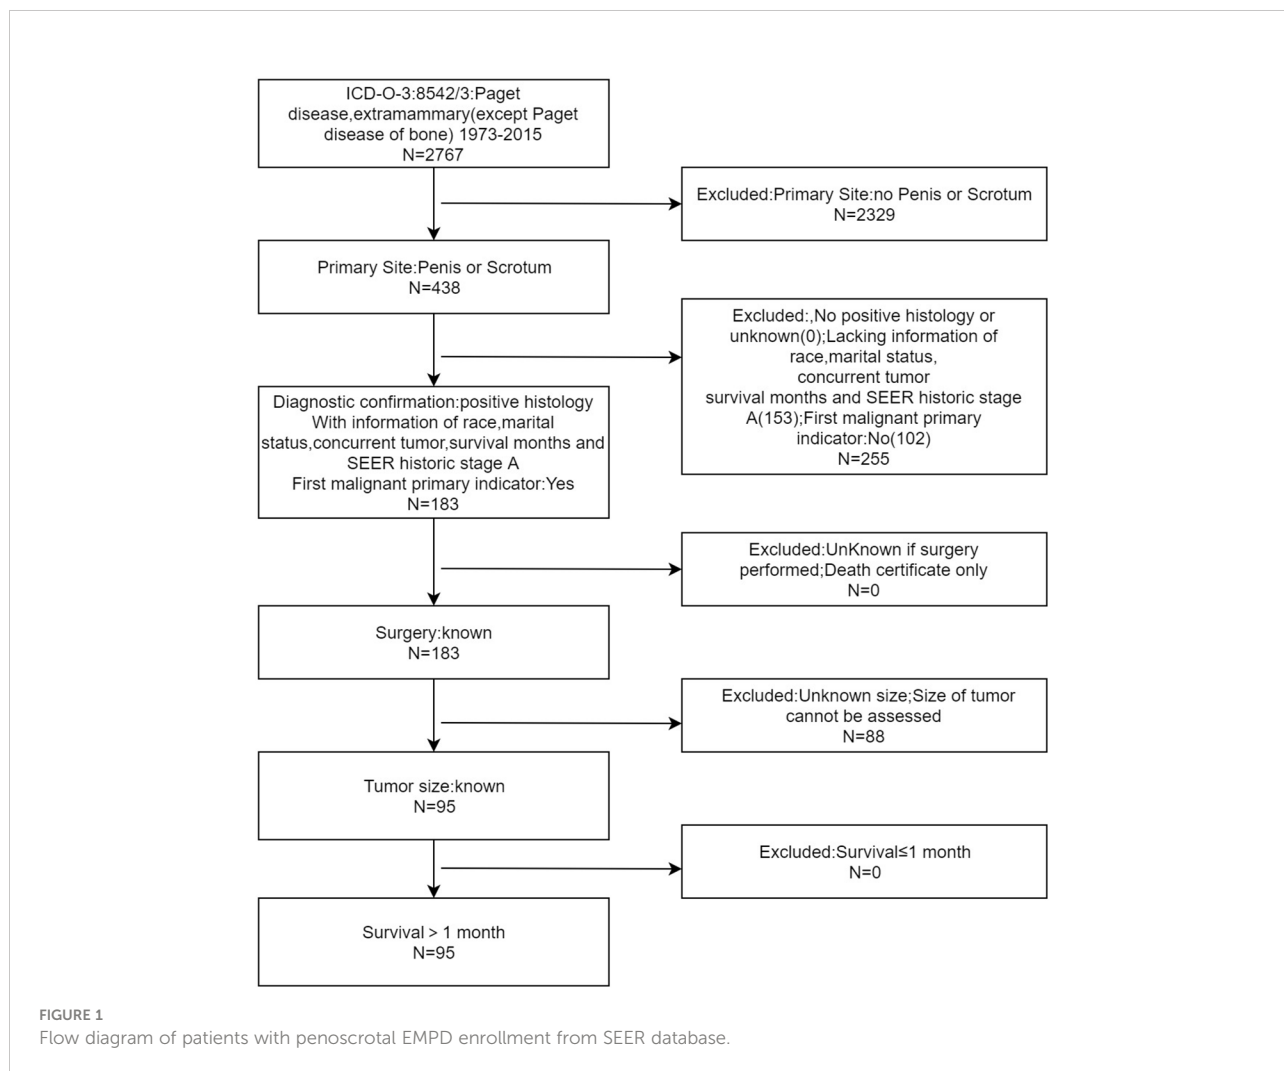 ICD-O-3:8542/3:Paget
disease,extramammary(except Paget
disease of bone) 1973-2015
N=2767
Excluded:Primary Site:no Penis or Scrotum
N=2329
Primary Site:Penis or Scrotum
N=438
Excluded:,No positive histology or
unknown(0);Lacking information of
race,marital status,
concurrent tumor
survival months and SEER historic stage
A(153);First malignant primary
indicator:No(102)
N=255
Diagnostic confirmation:positive histology
With information of race,marital
status,concurrent tumor,survival months and
SEER historic stage A
First malignant primary indicator:Yes
N=183
Excluded:UnKnown if surgery
performed;Death certificate only
N=0
Surgery:known
N=183
Excluded:Unknown size;Size of tumor
cannot be assessed
N=88
Tumor size:known
N=95
Excluded:Survival≤1 month
N=0
Survival > 1 month
N=95
FIGURE 1
Flow diagram of patients with penoscrotal EMPD enrollment from SEER database.